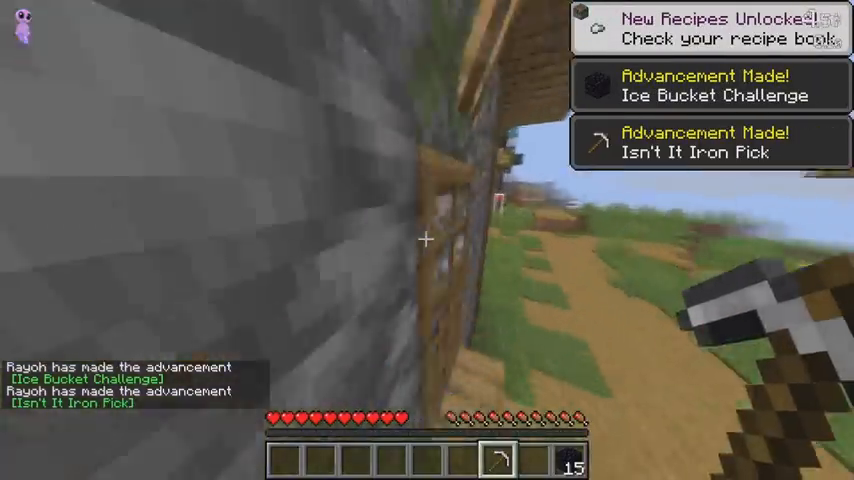 New Recipes Unlocked!
Check your recipe book
Advancement Made!
Ice Bucket Challenge
Advancement Made!
Isn't It Iron Pick
Rayoh has made the advancement
[Ice Bucket Challenge]
Rayoh has made the advancement
[Isn't It Iron Pick]
15